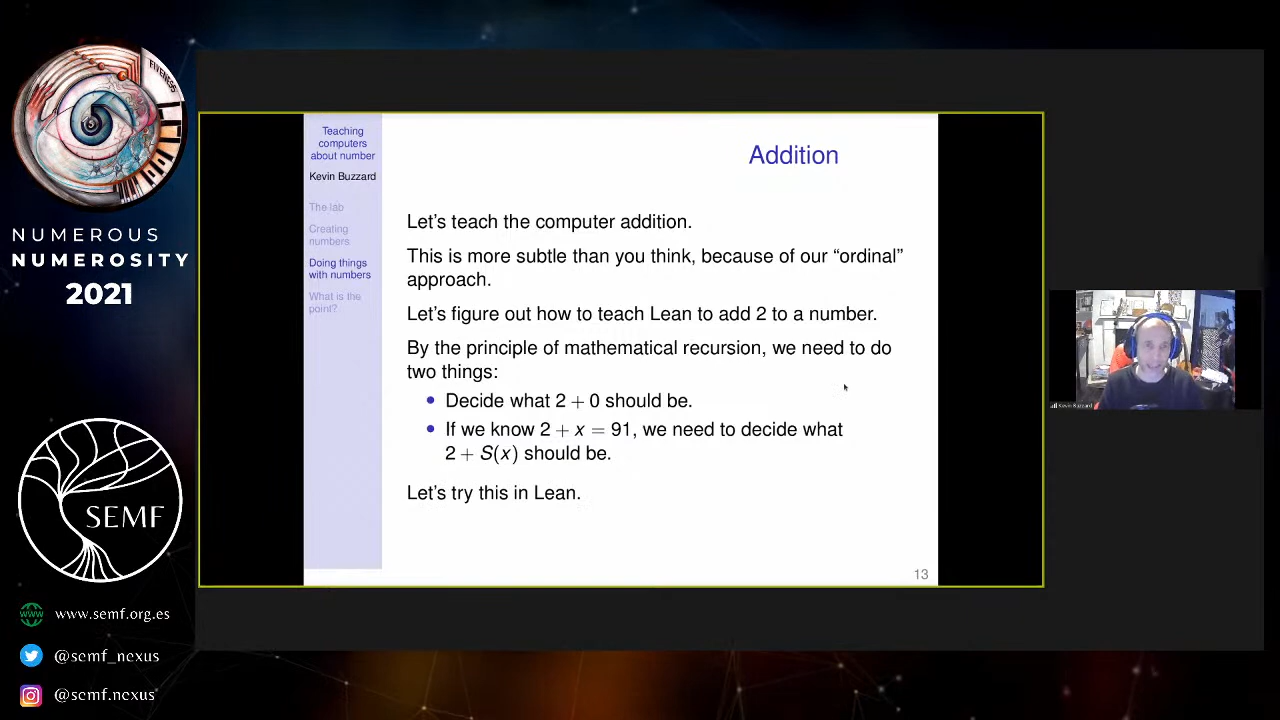 FIVENESS
NUMEROUS
NUMEROSITY
2021
SEMF
www
www.semf.org.es
@semf_nexus
@semf.nexus
Teaching
computers
about number
Kevin Buzzard
The lab
Creating
numbers
Doing things
with numbers
What is the
point?
Addition
Let's teach the computer addition.
This is more subtle than you think, because of our “ordinal”
approach.
Let's figure out how to teach Lean to add 2 to a number.
By the principle of mathematical recursion, we need to do
two things:
• Decide what 2 + 0 should be.
• If we know 2 + x = 91, we need to decide what
2 + S(x) should be.
Let's try this in Lean.
13
Kevin Buzzard